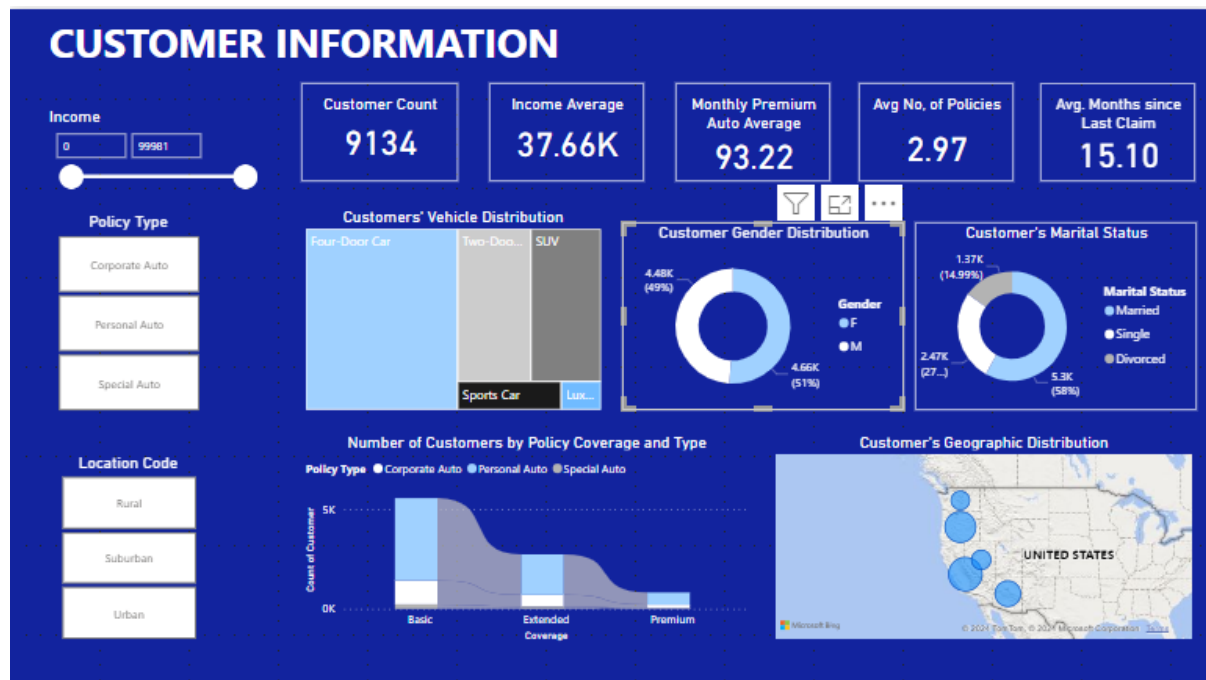 CUSTOMER INFORMATION
Income
0
99981
Customer Count
9134
Income Average
37.66K
Monthly Premium
Auto Average
93.22
Avg No, of Policies
2.97
Avg. Months since
Last Claim
15.10
Policy Type
Corporate Auto
Personal Auto
Special Auto
Location Code
Rural
Suburban
Urban
Customers' Vehicle Distribution
Four-Door Car
Two-Doo...
SUV
Sports Car
Lux...
Customer Gender Distribution
4.48K
(49%)
4.66K
(51%)
Gender
F
M
Customer's Marital Status
1.37K
(14.99%)
2.47K
(27...)
5.3K
(58%)
Marital Status
Married
Single
Divorced
Number of Customers by Policy Coverage and Type
Policy Type Corporate Auto Personal Auto Special Auto
Count of Customer
5K
0K
Basic
Extended
Premium
Coverage
Customer's Geographic Distribution
UNITED STATES
Microsoft Bing
© 2024 TomTom, © 2024 Microsoft Corporation Terms